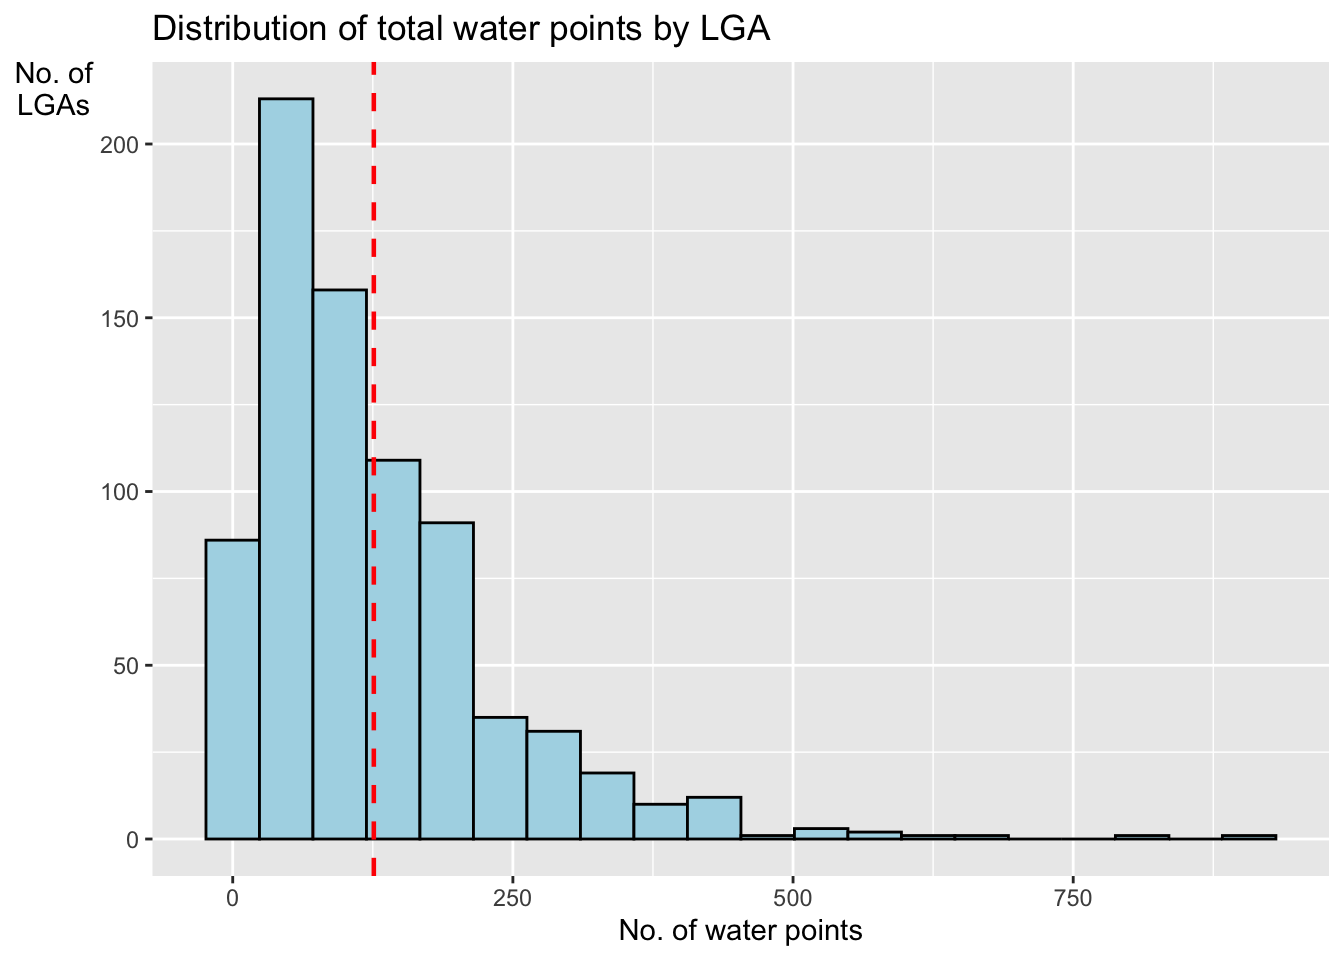 Distribution of total water points by LGA
No. of
LGAs
200
150
100
50
0
0 250 500 750
No. of water points